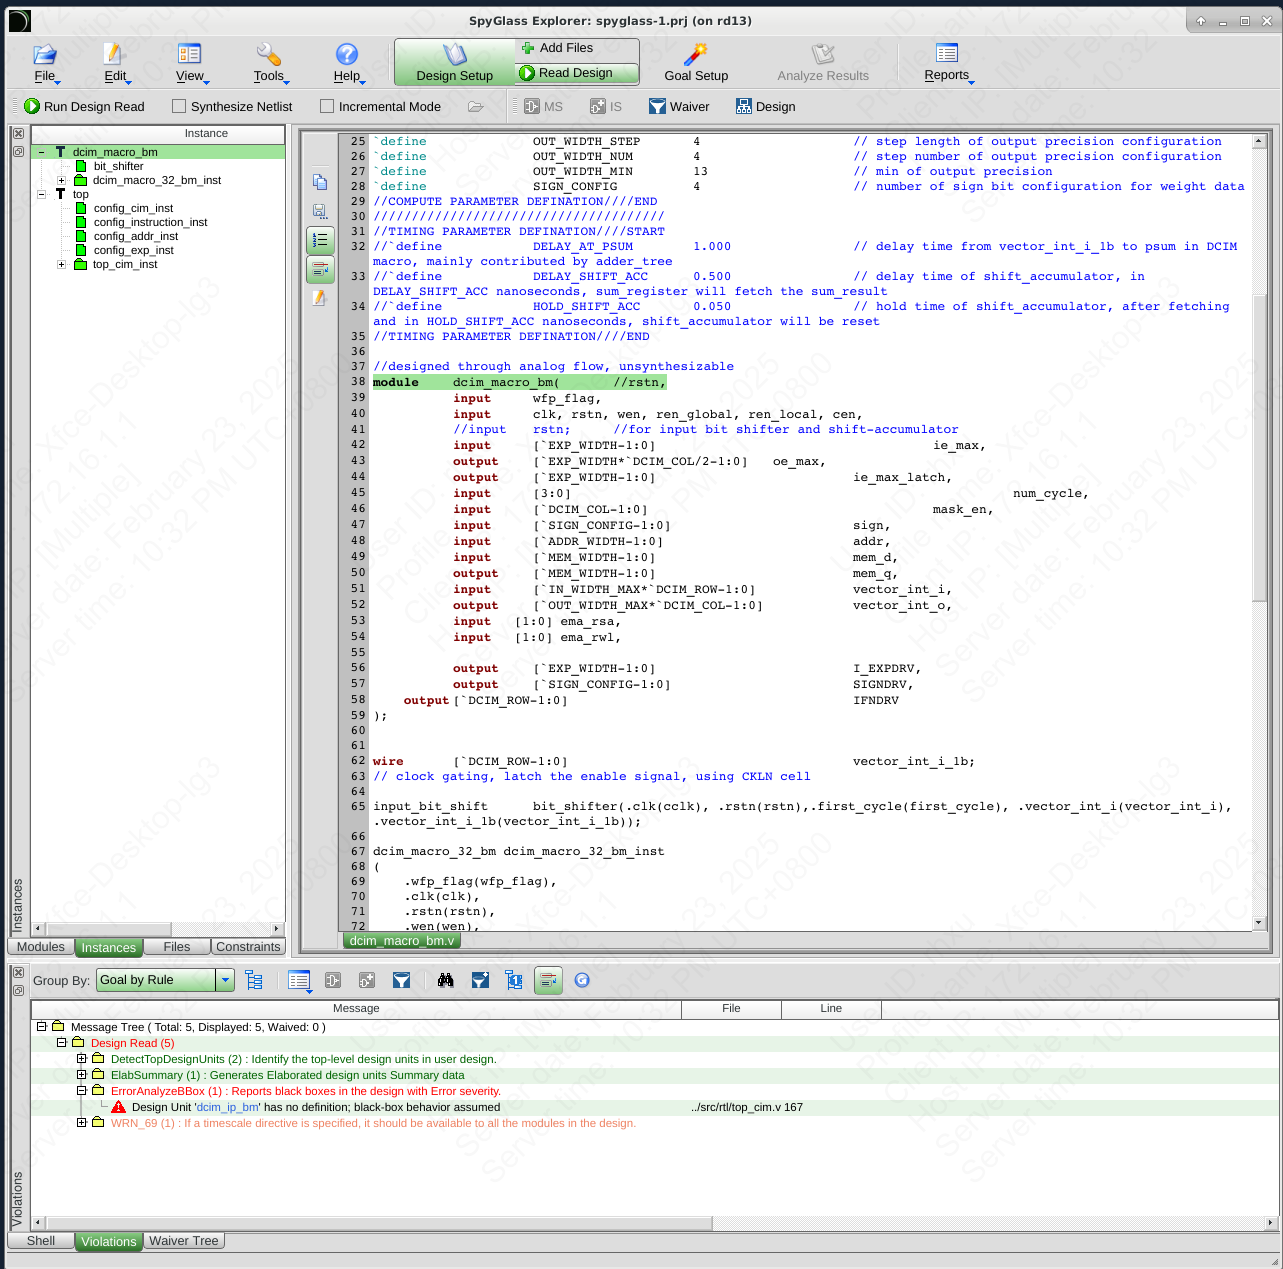 SpyGlass Explorer: spyglass-1.prj (on rd13)
File Edit View Tools Help Design Setup Add Files Read Design Goal Setup Analyze Results Reports
Run Design Read Synthesize Netlist Incremental Mode MS IS Waiver Design
Instance
dcim_macro_bm
bit_shifter
dcim_macro_32_bm_inst
top
config_cim_inst
config_instruction_inst
config_addr_inst
config_exp_inst
top_cim_inst
Instances
Modules Instances Files Constraints
25 `define OUT_WIDTH_STEP 4 // step length of output precision configuration
26 `define OUT_WIDTH_NUM 4 // step number of output precision configuration
27 `define OUT_WIDTH_MIN 13 // min of output precision
28 `define SIGN_CONFIG 4 // number of sign bit configuration for weight data
29 //COMPUTE PARAMETER DEFINATION////END
30 //////////////////////////////////////
31 //TIMING PARAMETER DEFINATION////START
32 //`define DELAY_AT_PSUM 1.000 // delay time from vector_int_i_1b to psum in DCIM
macro, mainly contributed by adder_tree
33 //`define DELAY_SHIFT_ACC 0.500 // delay time of shift_accumulator, in
DELAY_SHIFT_ACC nanoseconds, sum_register will fetch the sum_result
34 //`define HOLD_SHIFT_ACC 0.050 // hold time of shift_accumulator, after fetching
and in HOLD_SHIFT_ACC nanoseconds, shift_accumulator will be reset
35 //TIMING PARAMETER DEFINATION////END
36
37 //designed through analog flow, unsynthesizable
38 module dcim_macro_bm( //rstn,
39 input wfp_flag,
40 input clk, rstn, wen, ren_global, ren_local, cen,
41 //input rstn; //for input bit shifter and shift-accumulator
42 input [`EXP_WIDTH-1:0] ie_max,
43 output [`EXP_WIDTH*`DCIM_COL/2-1:0] oe_max,
44 output [`EXP_WIDTH-1:0] ie_max_latch,
45 input [3:0] num_cycle,
46 input [`DCIM_COL-1:0] mask_en,
47 input [`SIGN_CONFIG-1:0] sign,
48 input [`ADDR_WIDTH-1:0] addr,
49 input [`MEM_WIDTH-1:0] mem_d,
50 output [`MEM_WIDTH-1:0] mem_q,
51 input [`IN_WIDTH_MAX*`DCIM_ROW-1:0] vector_int_i,
52 output [`OUT_WIDTH_MAX*`DCIM_COL-1:0] vector_int_o,
53 input [1:0] ema_rsa,
54 input [1:0] ema_rwl,
55
56 output [`EXP_WIDTH-1:0] I_EXPDRV,
57 output [`SIGN_CONFIG-1:0] SIGNDRV,
58 output [`DCIM_ROW-1:0] IFNDRV
59 );
60
61
62 wire [`DCIM_ROW-1:0] vector_int_i_1b;
63 // clock gating, latch the enable signal, using CKLN cell
64
65 input_bit_shift bit_shifter(.clk(cclk), .rstn(rstn),.first_cycle(first_cycle), .vector_int_i(vector_int_i),
.vector_int_i_1b(vector_int_i_1b));
66
67 dcim_macro_32_bm dcim_macro_32_bm_inst
68 (
69 .wfp_flag(wfp_flag),
70 .clk(clk),
71 .rstn(rstn),
72 .wen(wen),
dcim_macro_bm.v
Group By: Goal by Rule
Message File Line
Message Tree ( Total: 5, Displayed: 5, Waived: 0 )
Design Read (5)
DetectTopDesignUnits (2) : Identify the top-level design units in user design.
ElabSummary (1) : Generates Elaborated design units Summary data
ErrorAnalyzeBBox (1) : Reports black boxes in the design with Error severity.
Design Unit 'dcim_ip_bm' has no definition; black-box behavior assumed ../src/rtl/top_cim.v 167
WRN_69 (1) : If a timescale directive is specified, it should be available to all the modules in the design.
Violations
Shell Violations Waiver Tree